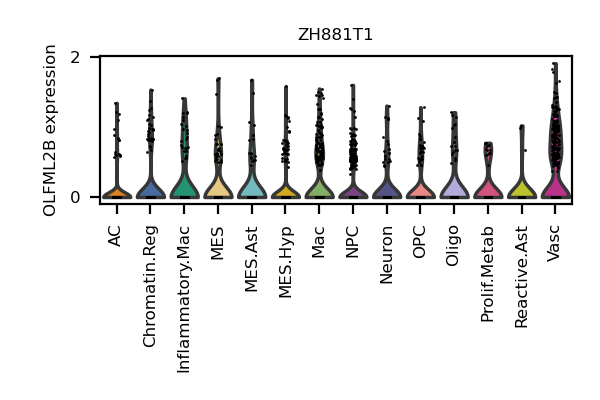 ZH881T1
OLFML2B expression
2
0
AC
Chromatin.Reg
Inflammatory.Mac
MES
MES.Ast
MES.Hyp
Mac
NPC
Neuron
OPC
Oligo
Prolif.Metab
Reactive.Ast
Vasc